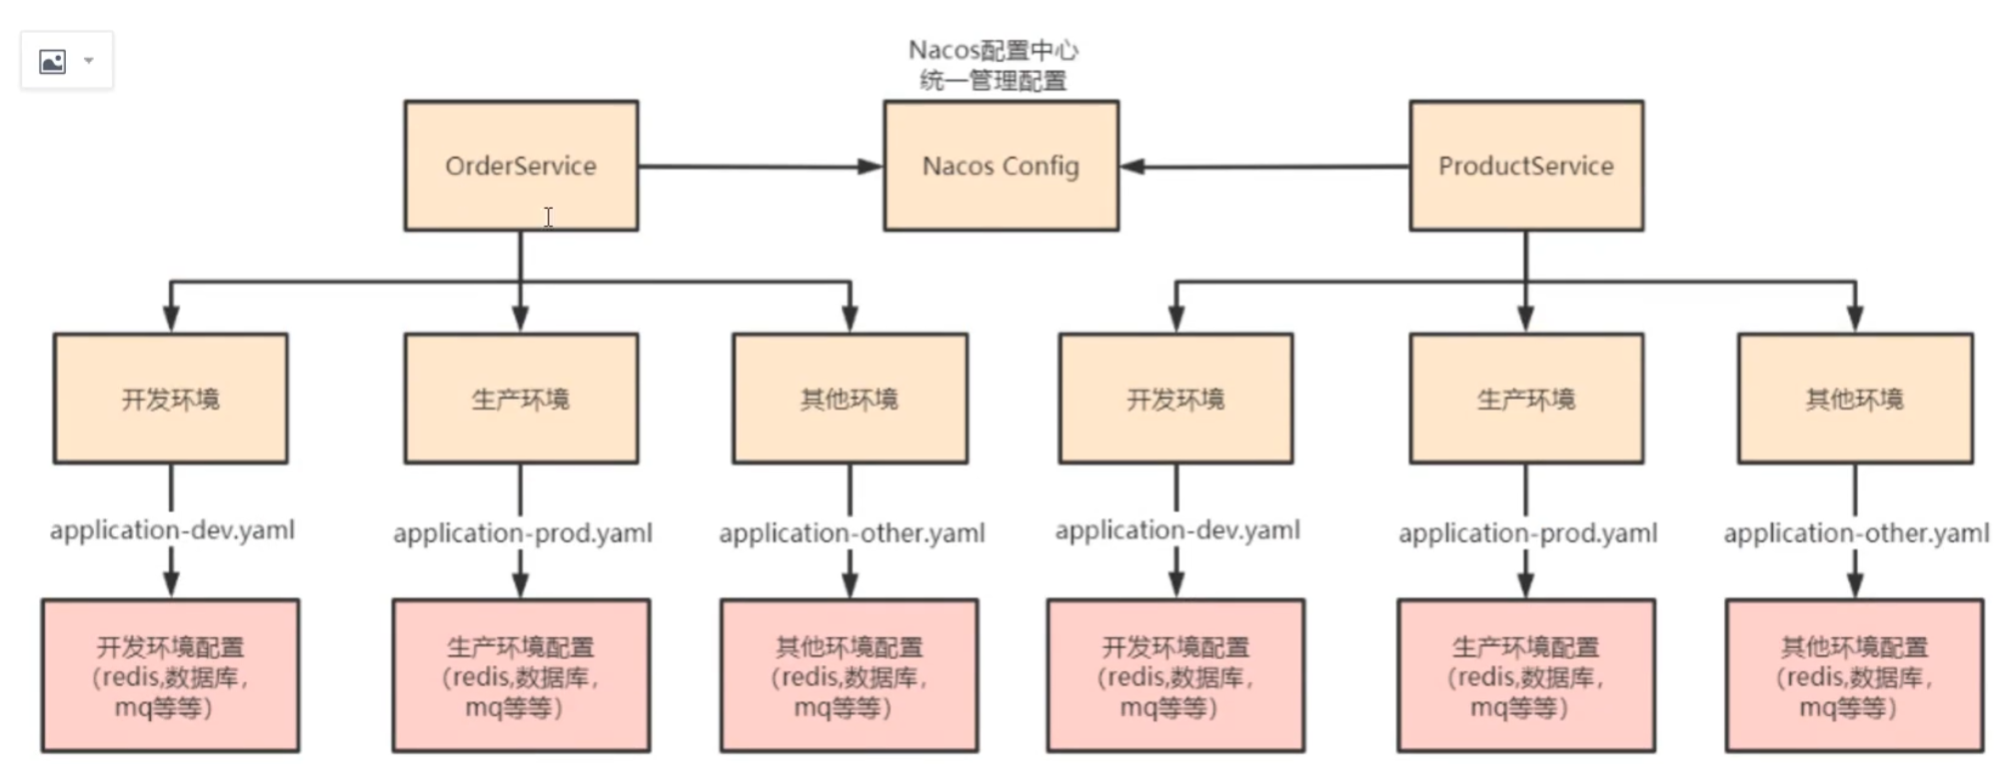 Nacos配置中心
统一管理配置
OrderService
Nacos Config
ProductService
开发环境
生产环境
其他环境
开发环境
生产环境
其他环境
application-dev.yaml
application-prod.yaml
application-other.yaml
application-dev.yaml
application-prod.yaml
application-other.yaml
开发环境配置
（redis,数据库，
mq等等）
生产环境配置
（redis,数据库，
mq等等）
其他环境配置
（redis,数据库，
mq等等）
开发环境配置
（redis,数据库，
mq等等）
生产环境配置
（redis,数据库，
mq等等）
其他环境配置
（redis,数据库，
mq等等）